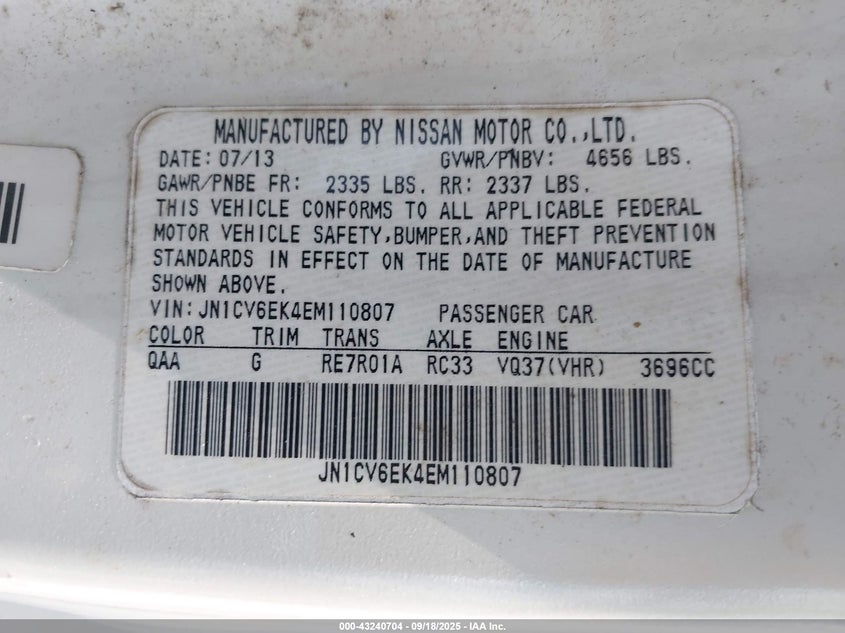 MANUFACTURED BY NISSAN MOTOR CO.,LTD.
DATE: 07/13 GVWR/PNBV: 4656 LBS.
GAWR/PNBE FR: 2335 LBS. RR: 2337 LBS.
THIS VEHICLE CONFORMS TO ALL APPLICABLE FEDERAL
MOTOR VEHICLE SAFETY,BUMPER,AND THEFT PREVENTION
STANDARDS IN EFFECT ON THE DATE OF MANUFACTURE
SHOWN ABOVE.
VIN: JN1CV6EK4EM110807 PASSENGER CAR
COLOR TRIM TRANS AXLE ENGINE
QAA G RE7R01A RC33 VQ37(VHR) 3696CC
JN1CV6EK4EM110807
000-43240704 - 09/18/2025 - IAA Inc.